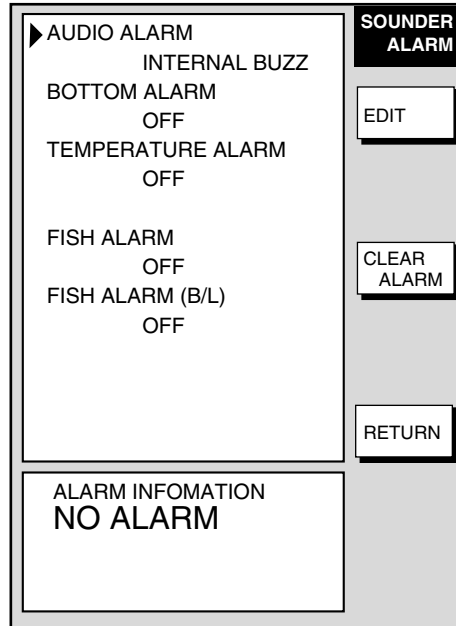 AUDIO ALARM
INTERNAL BUZZ
BOTTOM ALARM
OFF
TEMPERATURE ALARM
OFF
FISH ALARM
OFF
FISH ALARM (B/L)
OFF
ALARM INFOMATION
NO ALARM
SOUNDER
ALARM
EDIT
CLEAR
ALARM
RETURN